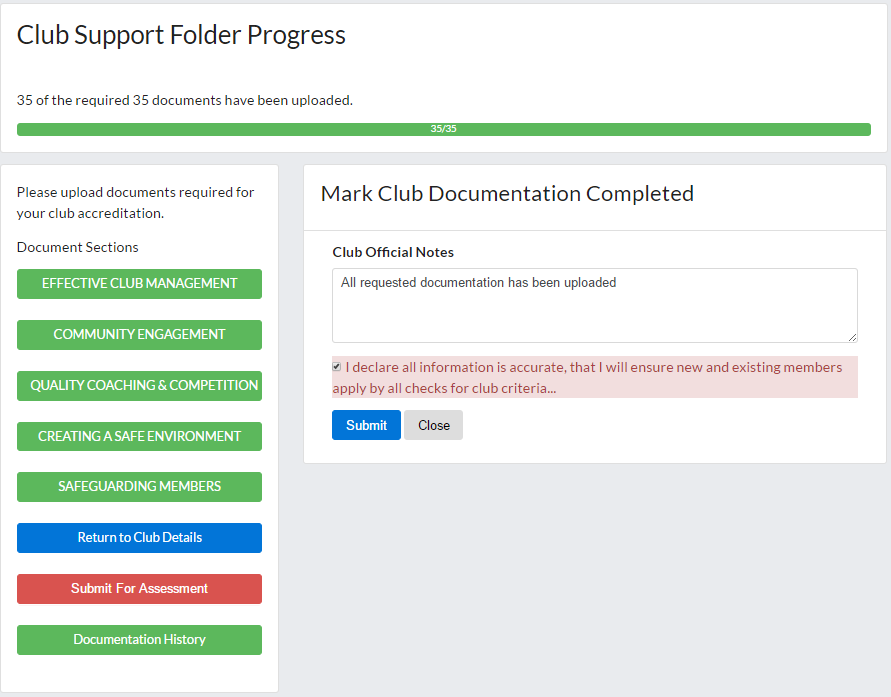 Club Support Folder Progress
35 of the required 35 documents have been uploaded.
35/35
Please upload documents required for
your club accreditation.
Document Sections
EFFECTIVE CLUB MANAGEMENT
COMMUNITY ENGAGEMENT
QUALITY COACHING & COMPETITION
CREATING A SAFE ENVIRONMENT
SAFEGUARDING MEMBERS
Return to Club Details
Submit For Assessment
Documentation History
Mark Club Documentation Completed
Club Official Notes
All requested documentation has been uploaded
I declare all information is accurate, that I will ensure new and existing members
apply by all checks for club criteria...
Submit Close